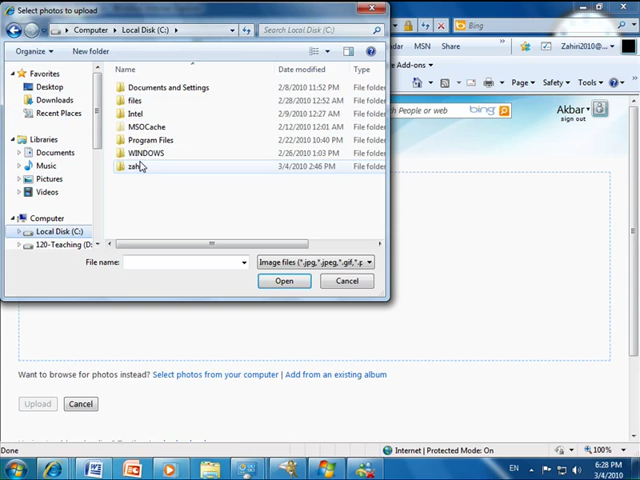 Select photos to upload
Computer
Local Disk (C:)
Search Local Disk (C:)
Bing
Organize
New folder
MSN
Share
Zahiri2010@...
Add-ons
Page
Safety
Tools
Name
Date modified
Type
Favorites
Desktop
Downloads
Recent Places
Libraries
Documents
Music
Pictures
Videos
Computer
Local Disk (C:)
120-Teaching (D:
Documents and Settings 2/8/2010 11:52 PM File folder
files 2/28/2010 12:52 AM File folder
Intel 2/9/2010 12:27 AM File folder
MSOCache 2/12/2010 12:01 AM File folder
Program Files 2/22/2010 10:40 PM File folder
WINDOWS 2/26/2010 1:03 PM File folder
zah 3/4/2010 2:46 PM File folder
People or web
bing
Akbar
sign out
File name:
Image files (*.jpg,*.jpeg,*.gif,*.p
Open
Cancel
Want to browse for photos instead? Select photos from your computer | Add from an existing album
Upload
Cancel
Done
Internet | Protected Mode: On
100%
EN
6:28 PM
3/4/2010